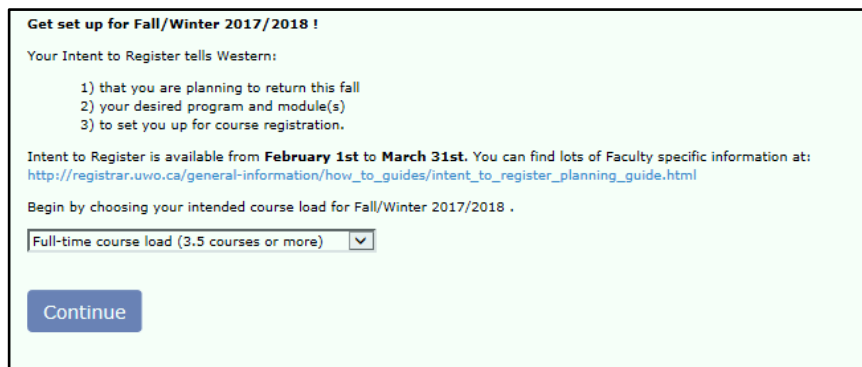 Get set up for Fall/Winter 2017/2018 !
Your Intent to Register tells Western:
1) that you are planning to return this fall
2) your desired program and module(s)
3) to set you up for course registration.
Intent to Register is available from February 1st to March 31st. You can find lots of Faculty specific information at:
http://registrar.uwo.ca/general-information/how_to_guides/intent_to_register_planning_guide.html
Begin by choosing your intended course load for Fall/Winter 2017/2018 .
Full-time course load (3.5 courses or more)
Continue